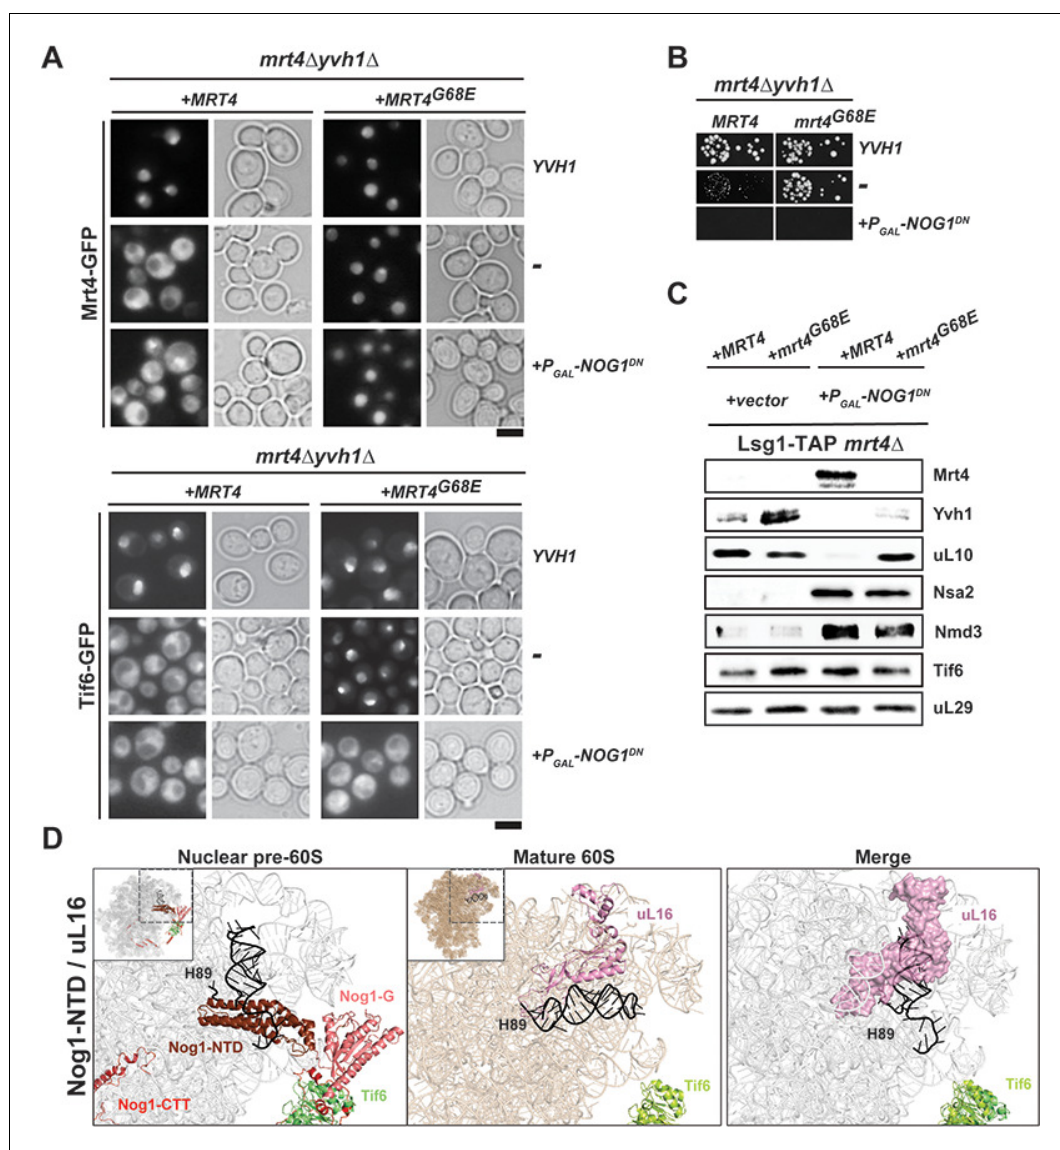 A
mrt4Δyvh1Δ
+MRT4 +MRT4G68E
Mrt4-GFP
YVH1
-
+PGAL-NOG1DN
mrt4Δyvh1Δ
+MRT4 +MRT4G68E
Tif6-GFP
YVH1
-
+PGAL-NOG1DN
B
mrt4Δyvh1Δ
MRT4 mrt4G68E
YVH1
-
+PGAL-NOG1DN
C
+MRT4 +mrt4G68E +MRT4 +mrt4G68E
+vector +PGAL-NOG1DN
Lsg1-TAP mrt4Δ
Mrt4
Yvh1
uL10
Nsa2
Nmd3
Tif6
uL29
D
Nog1-NTD / uL16
Nuclear pre-60S Mature 60S Merge
H89
Nog1-G
Nog1-NTD
Nog1-CTT
Tif6
uL16
H89
Tif6
uL16
H89
Tif6